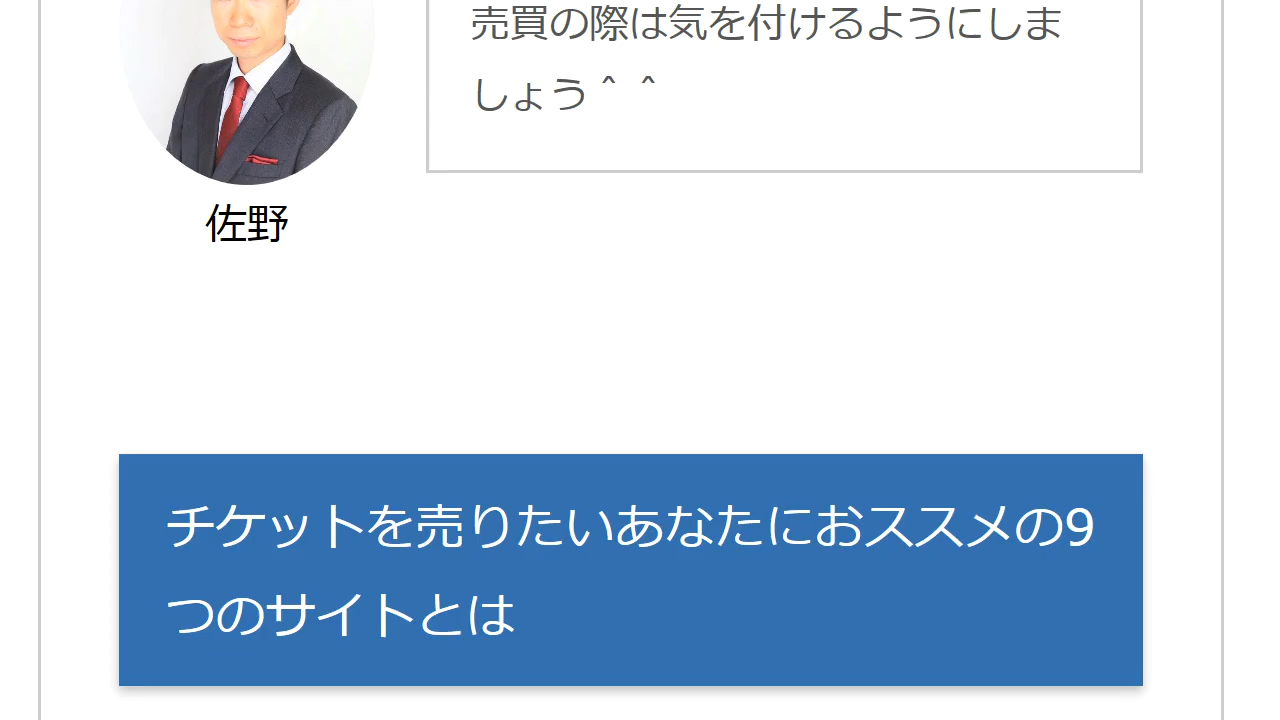 売買の際は気を付けるようにしま
しょう＾＾
佐野
チケットを売りたいあなたにおススメの9
つのサイトとは